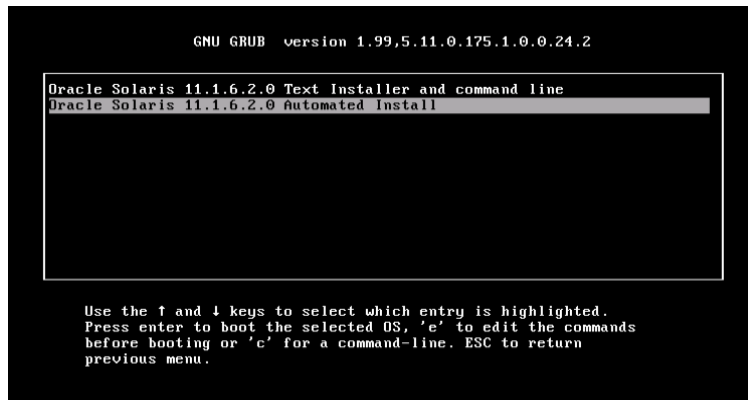 GNU GRUB version 1.99,5.11.0.175.1.0.0.24.2
Oracle Solaris 11.1.6.2.0 Text Installer and command line
Oracle Solaris 11.1.6.2.0 Automated Install
Use the ↑ and ↓ keys to select which entry is highlighted.
Press enter to boot the selected OS, 'e' to edit the commands
before booting or 'c' for a command-line. ESC to return
previous menu.